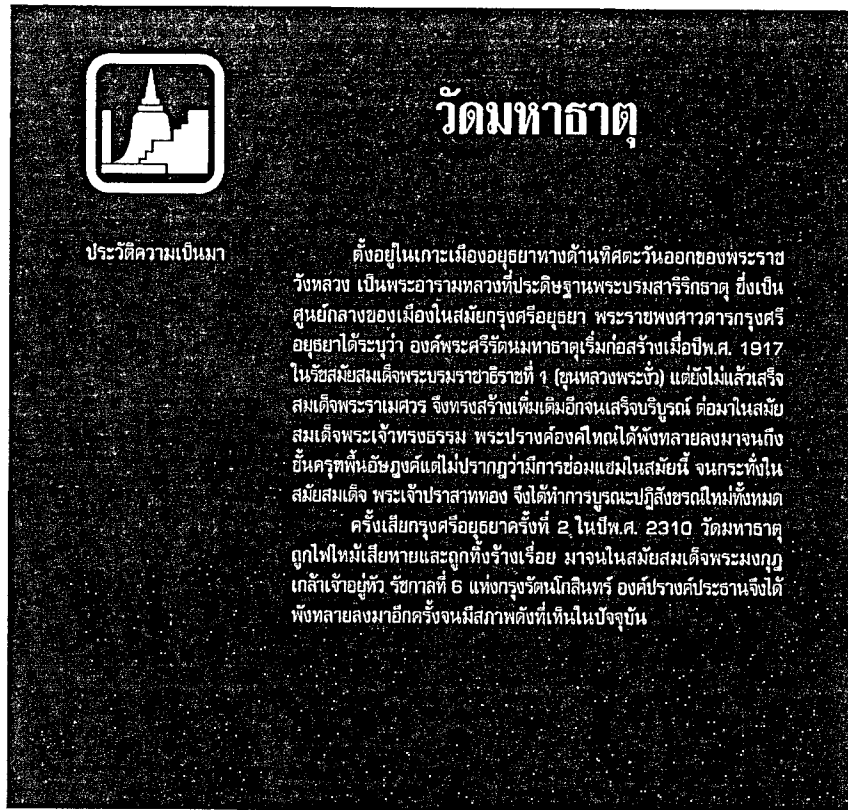 วัดมหาธาตุ
ประวัติความเป็นมา
ตั้งอยู่ในเกาะเมืองอยุธยาทางด้านทิศตะวันออกของพระราช
วังหลวง เป็นพระอารามหลวงที่ประดิษฐานพระบรมสารีริกธาตุ ซึ่งเป็น
ศูนย์กลางของเมืองในสมัยกรุงศรีอยุธยา พระราชพงศาวดารกรุงศรี
อยุธยาได้ระบุว่า องค์พระศรีรัตนมหาธาตุเริ่มก่อสร้างเมื่อปีพ.ศ. 1917
ในรัชสมัยสมเด็จพระบรมราชาธิราชที่ 1 (ขุนหลวงพระงั่ว) แต่ยังไม่แล้วเสร็จ
สมเด็จพระราเมศวร จึงทรงสร้างเพิ่มเติมอีกจนเสร็จบริบูรณ์ ต่อมาในสมัย
สมเด็จพระเจ้าทรงธรรม พระปรางค์องค์ใหญ่ได้พังทลายลงมาจนถึง
ชั้นครุฑพื้นอัษฎงค์แต่ไม่ปรากฏว่ามีการซ่อมแซมในสมัยนี้ จนกระทั่งใน
สมัยสมเด็จ พระเจ้าปราสาททอง จึงได้ทำการบูรณะปฏิสังขรณ์ใหม่ทั้งหมด
ครั้งเสียกรุงศรีอยุธยาครั้งที่ 2 ในปีพ.ศ. 2310 วัดมหาธาตุ
ถูกไฟไหม้เสียหายและถูกทิ้งร้างเรื่อย มาจนในสมัยสมเด็จพระมงกุฎ
เกล้าเจ้าอยู่หัว รัชกาลที่ 6 แห่งกรุงรัตนโกสินทร์ องค์ปรางค์ประธานจึงได้
พังทลายลงมาอีกครั้งจนมีสภาพดังที่เห็นในปัจจุบัน